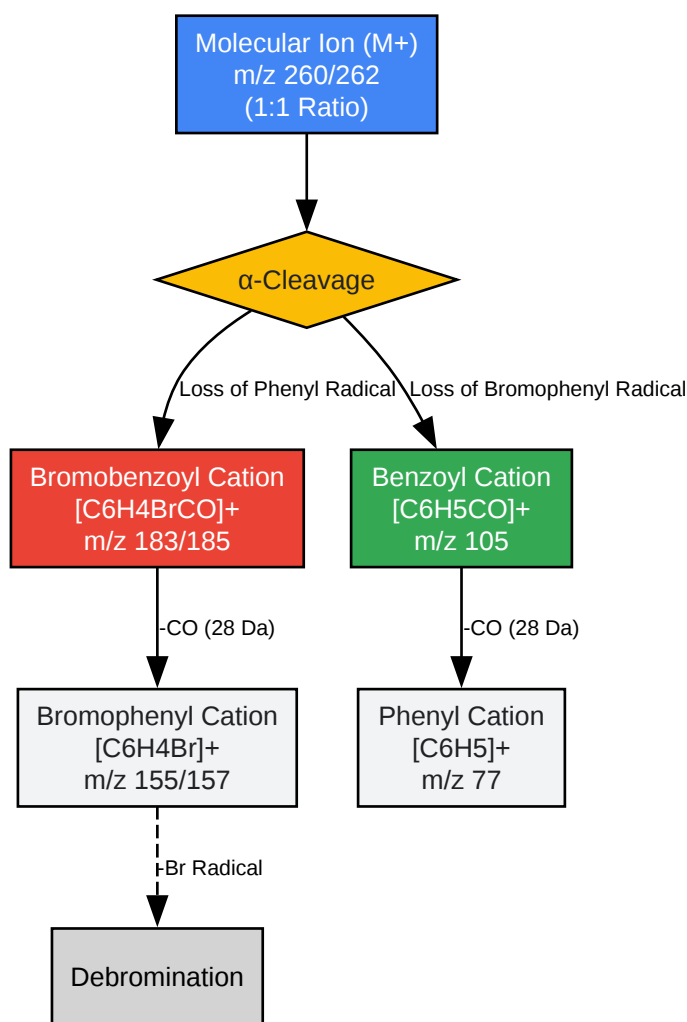 Molecular Ion (M+)
m/z 260/262
(1:1 Ratio)
α-Cleavage
Loss of Phenyl Radical
Loss of Bromophenyl Radical
Bromobenzoyl Cation
[C6H4BrCO]+
m/z 183/185
Benzoyl Cation
[C6H5CO]+
m/z 105
-CO (28 Da)
-CO (28 Da)
Bromophenyl Cation
[C6H4Br]+
m/z 155/157
Phenyl Cation
[C6H5]+
m/z 77
-Br Radical
Debromination